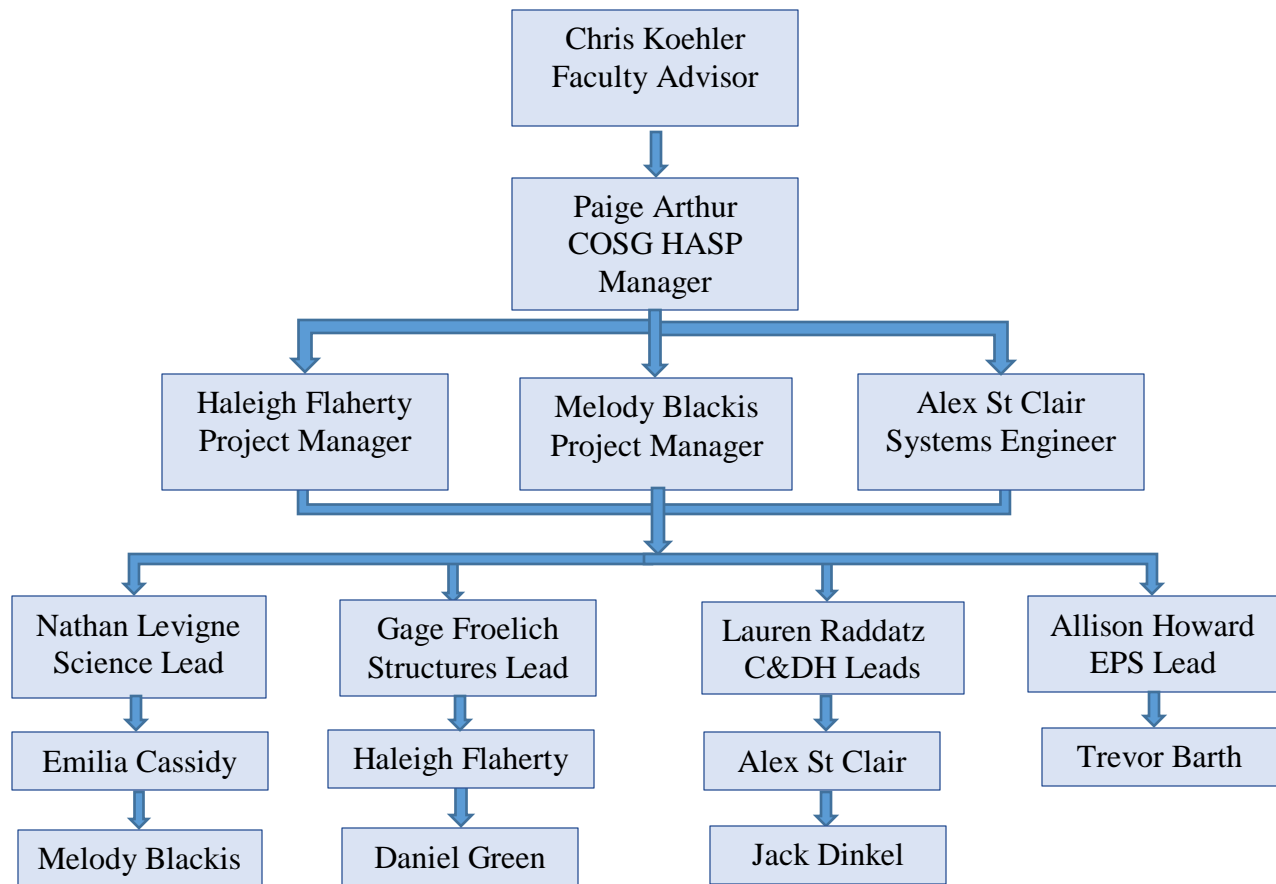 Chris Koehler
Faculty Advisor
Paige Arthur
COSG HASP
Manager
Haleigh Flaherty
Project Manager
Melody Blackis
Project Manager
Alex St Clair
Systems Engineer
Nathan Levigne
Science Lead
Gage Froelich
Structures Lead
Lauren Raddatz
C&DH Leads
Allison Howard
EPS Lead
Emilia Cassidy
Haleigh Flaherty
Alex St Clair
Trevor Barth
Melody Blackis
Daniel Green
Jack Dinkel